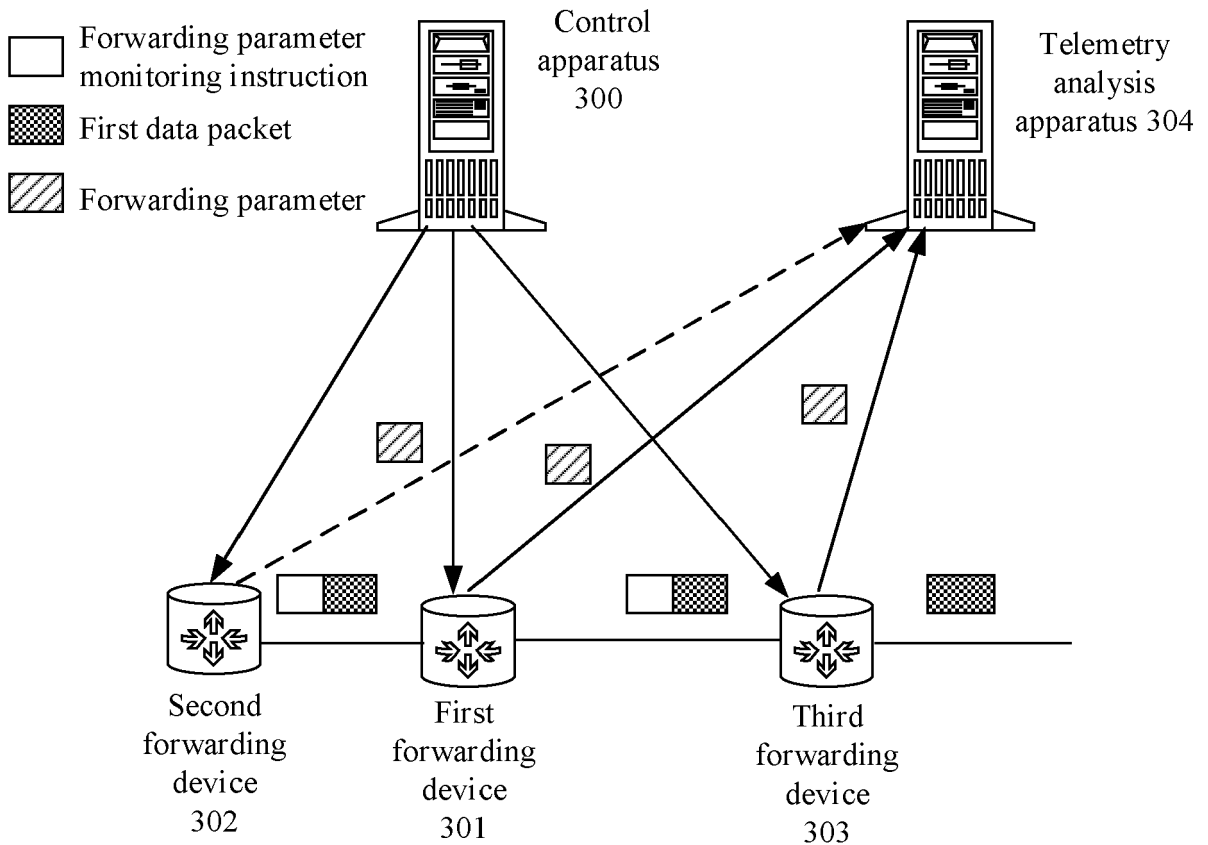 Forwarding parameter
monitoring instruction
First data packet
Forwarding parameter
Control
apparatus
300
Telemetry
analysis
apparatus 304
Second
forwarding
device
302
First
forwarding
device
301
Third
forwarding
device
303